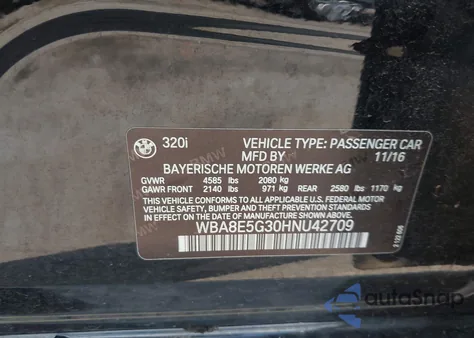 320i VEHICLE TYPE: PASSENGER CAR
MFD BY 11/16
BAYERISCHE MOTOREN WERKE AG
GVWR 4585 lbs 2080 kg
GAWR FRONT 2140 lbs 971 kg REAR 2580 lbs 1170 kg
THIS VEHICLE CONFORMS TO ALL
APPLICABLE U.S. FEDERAL MOTOR
VEHICLE SAFETY, BUMPER, AND
THEFT PREVENTION STANDARDS IN
EFFECT ON THE DATE OF
MANUFACTURE SHOWN ABOVE.
WBA8E5G30HNU42709
autoSnap